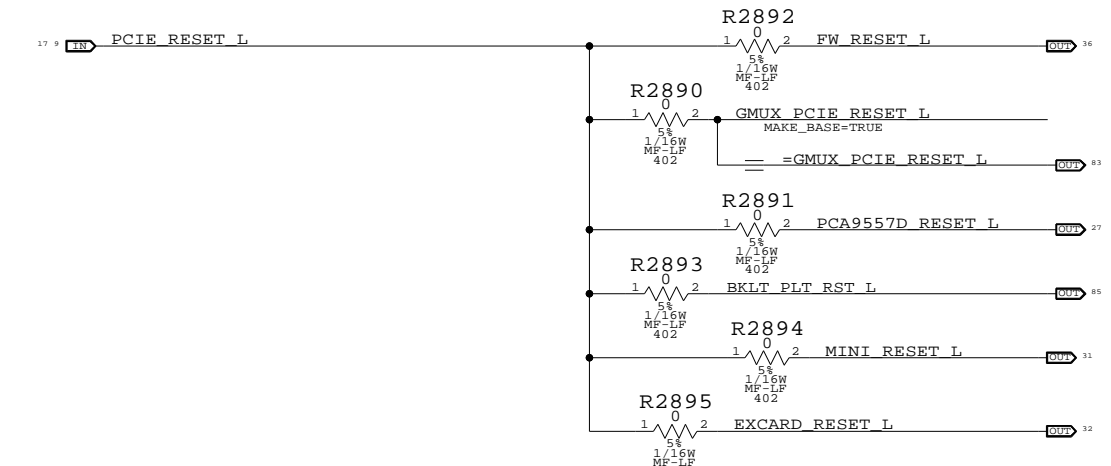 R2892
0
17 9 IN PCIE_RESET_L 1 2 FW_RESET_L OUT 36
5%
1/16W
MF-LF
402
R2890
0
1 2 GMUX_PCIE_RESET_L
MAKE_BASE=TRUE
5%
1/16W
MF-LF
402
=GMUX_PCIE_RESET_L OUT 83
R2891
0
1 2 PCA9557D_RESET_L OUT 27
5%
1/16W
MF-LF
402
R2893
0
1 2 BKLT_PLT_RST_L OUT 85
5%
1/16W
MF-LF
402
R2894
0
1 2 MINI_RESET_L OUT 31
5%
1/16W
MF-LF
402
R2895
0
1 2 EXCARD_RESET_L OUT 32
5%
1/16W
MF-LF